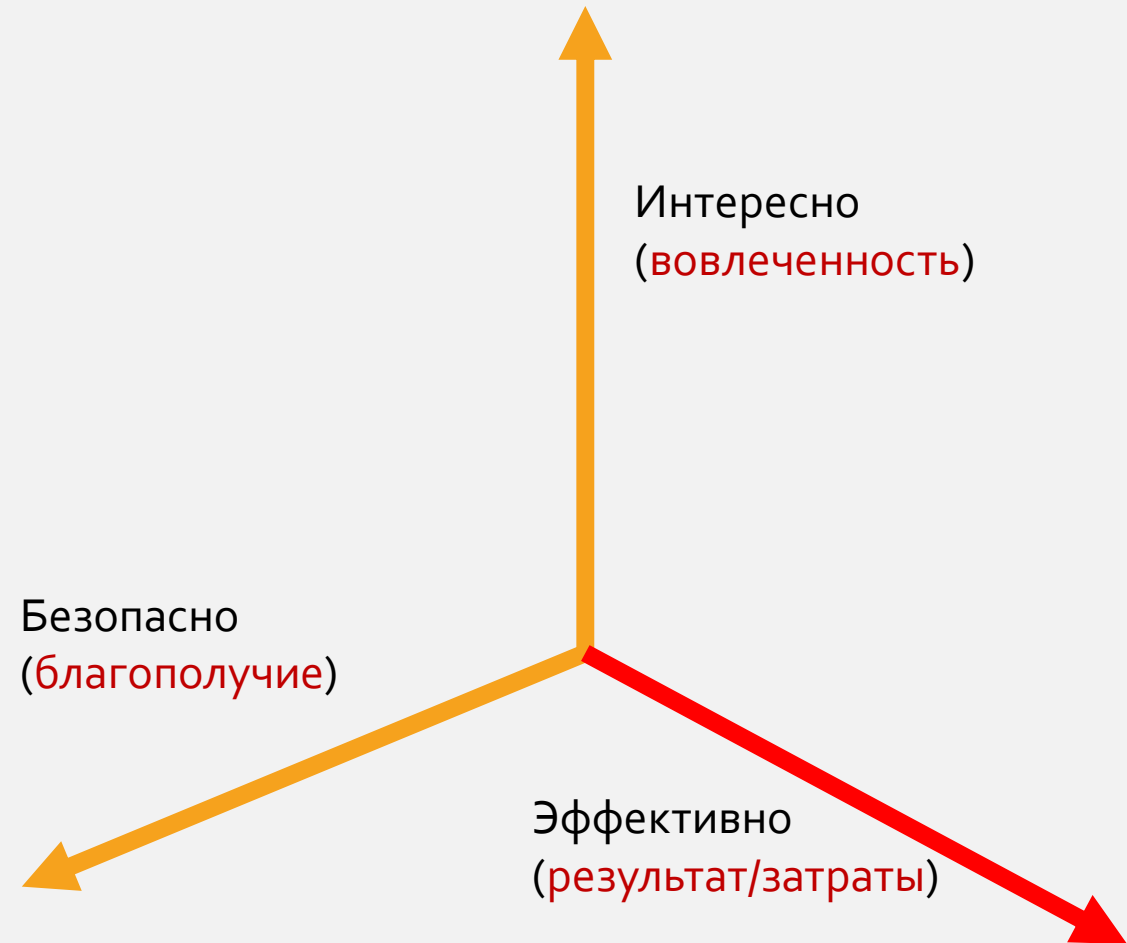 Интересно
(вовлеченность)
Безопасно
(благополучие)
Эффективно
(результат/затраты)